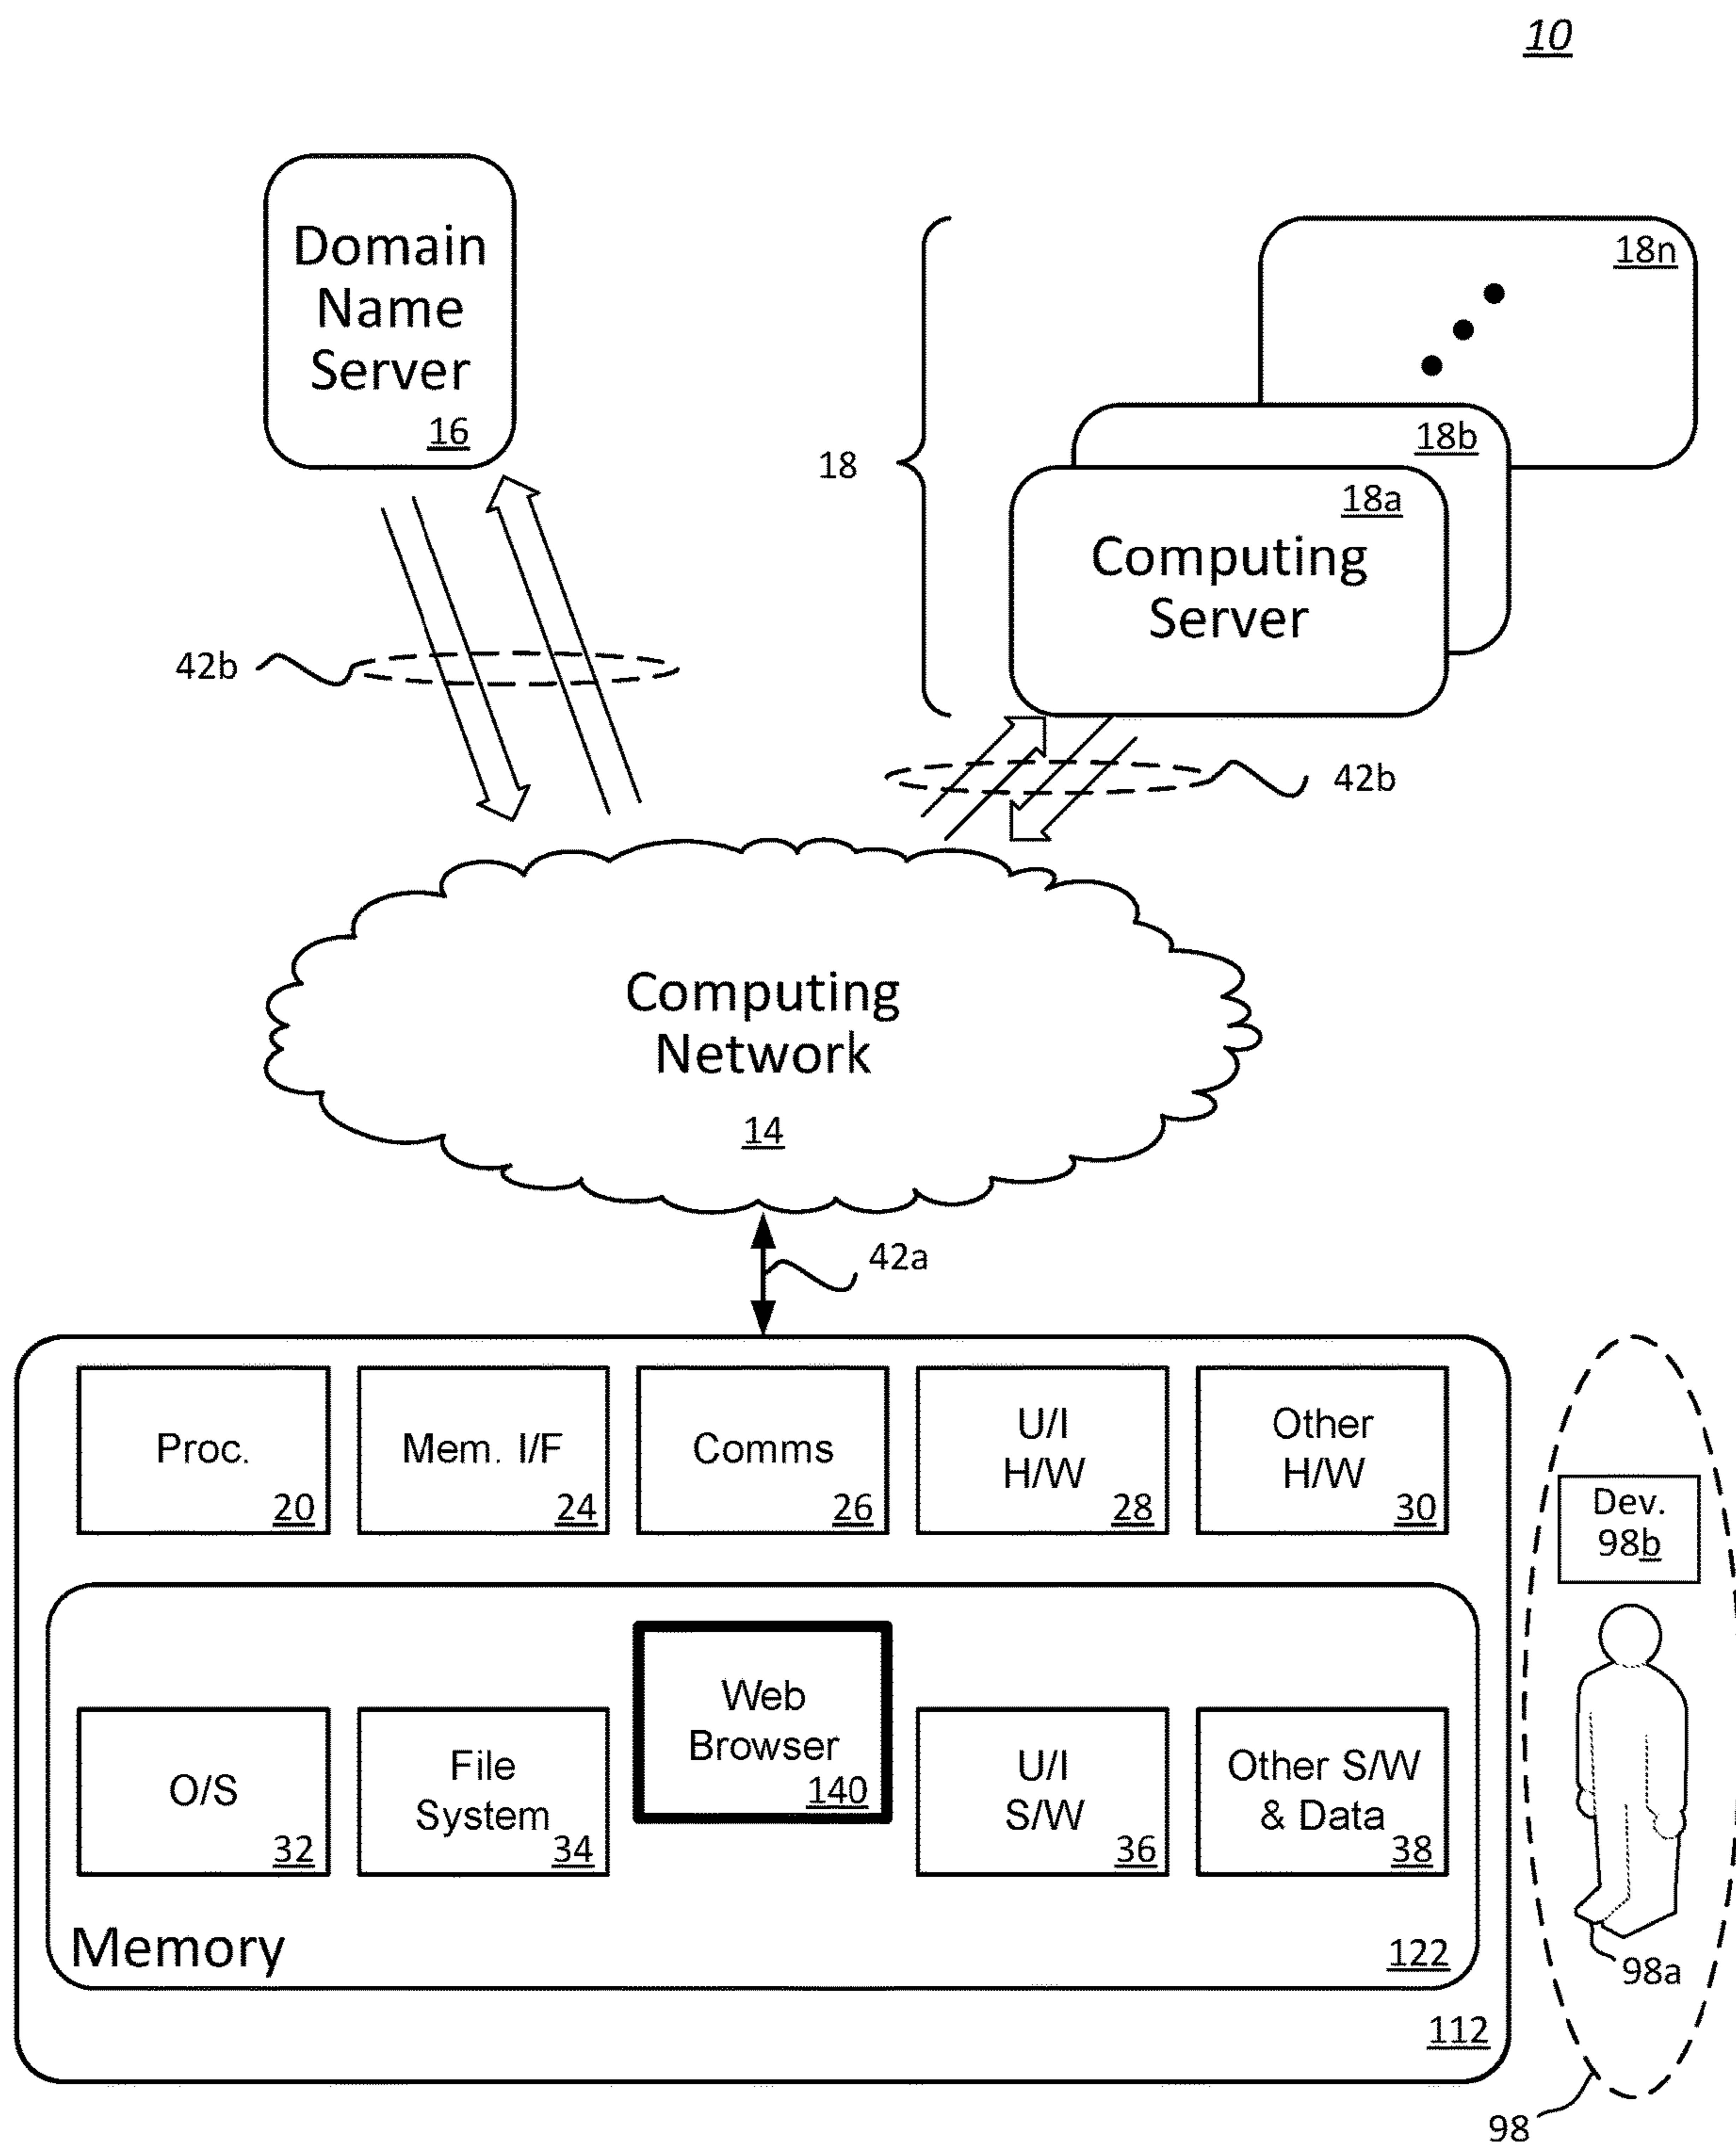 10
Domain
Name
Server
16
18n
18
18b
18a
Computing
Server
42b
42b
Computing
Network
14
42a
Proc.
20
Mem. I/F
24
Comms
26
U/I
H/W
28
Other
H/W
30
Dev.
98b
O/S
32
File
System
34
Web
Browser
140
U/I
S/W
36
Other S/W
& Data
38
Memory
122
98a
112
98